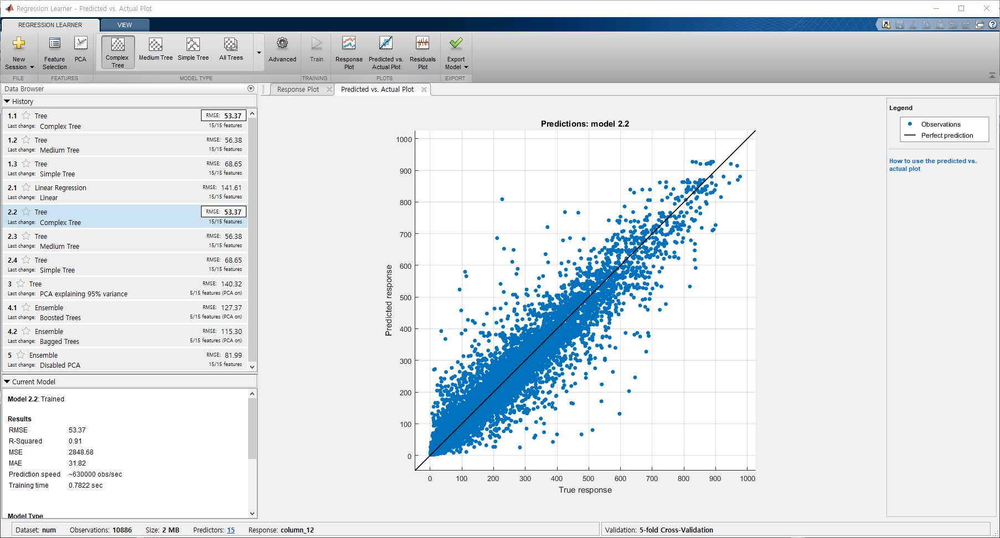 Regression Learner - Predicted vs. Actual Plot
REGRESSION LEARNER
VIEW
New Session
Feature Selection
PCA
Complex Tree
Medium Tree
Simple Tree
All Trees
Advanced
Train
Response Plot
Predicted vs. Actual Plot
Residuals Plot
Export Model
FILE
FEATURES
MODEL TYPE
TRAINING
PLOTS
EXPORT
Data Browser
Response Plot
Predicted vs. Actual Plot
History
1.1 Tree RMSE: 53.37
Last change: Complex Tree 15/15 features
1.2 Tree RMSE: 56.38
Last change: Medium Tree 15/15 features
1.3 Tree RMSE: 68.65
Last change: Simple Tree 15/15 features
2.1 Linear Regression RMSE: 141.61
Last change: Linear 15/15 features
2.2 Tree RMSE: 53.37
Last change: Complex Tree 15/15 features
2.3 Tree RMSE: 56.38
Last change: Medium Tree 15/15 features
2.4 Tree RMSE: 68.65
Last change: Simple Tree 15/15 features
3 Tree RMSE: 140.32
Last change: PCA explaining 95% variance 5/15 features (PCA on)
4.1 Ensemble RMSE: 127.37
Last change: Boosted Trees 5/15 features (PCA on)
4.2 Ensemble RMSE: 115.30
Last change: Bagged Trees 5/15 features (PCA on)
5 Ensemble RMSE: 81.99
Last change: Disabled PCA 15/15 features
Current Model
Model 2.2: Trained
Results
RMSE 53.37
R-Squared 0.91
MSE 2848.68
MAE 31.82
Prediction speed ~630000 obs/sec
Training time 0.7822 sec
Model Type
Predictions: model 2.2
1000
900
800
700
600
500
400
300
200
100
0
Predicted response
0 100 200 300 400 500 600 700 800 900 1000
True response
Legend
Observations
Perfect prediction
How to use the predicted vs.
actual plot
Dataset: num Observations: 10886 Size: 2 MB Predictors: 15 Response: column_12
Validation: 5-fold Cross-Validation